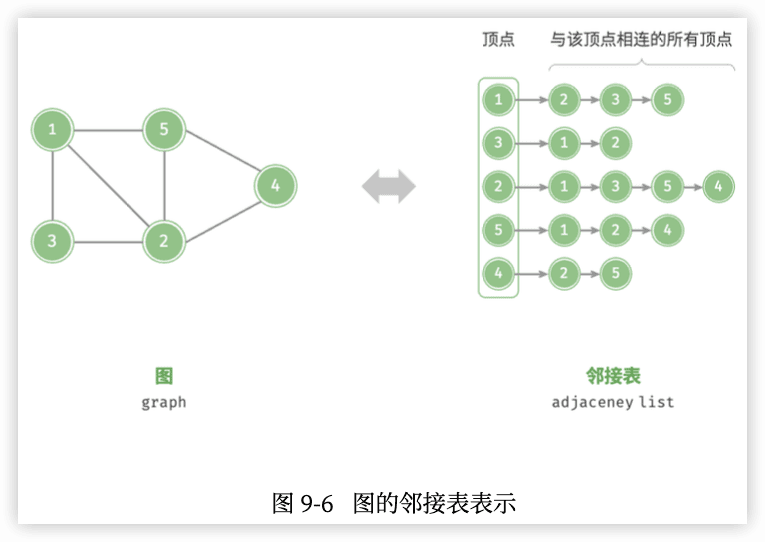 顶点 与该顶点相连的所有顶点
1 5 4 3 2
1 2 3 5
3 1 2
2 1 3 5 4
5 1 2 4
4 2 5
图 邻接表
graph adjaceney list
图 9-6 图的邻接表表示